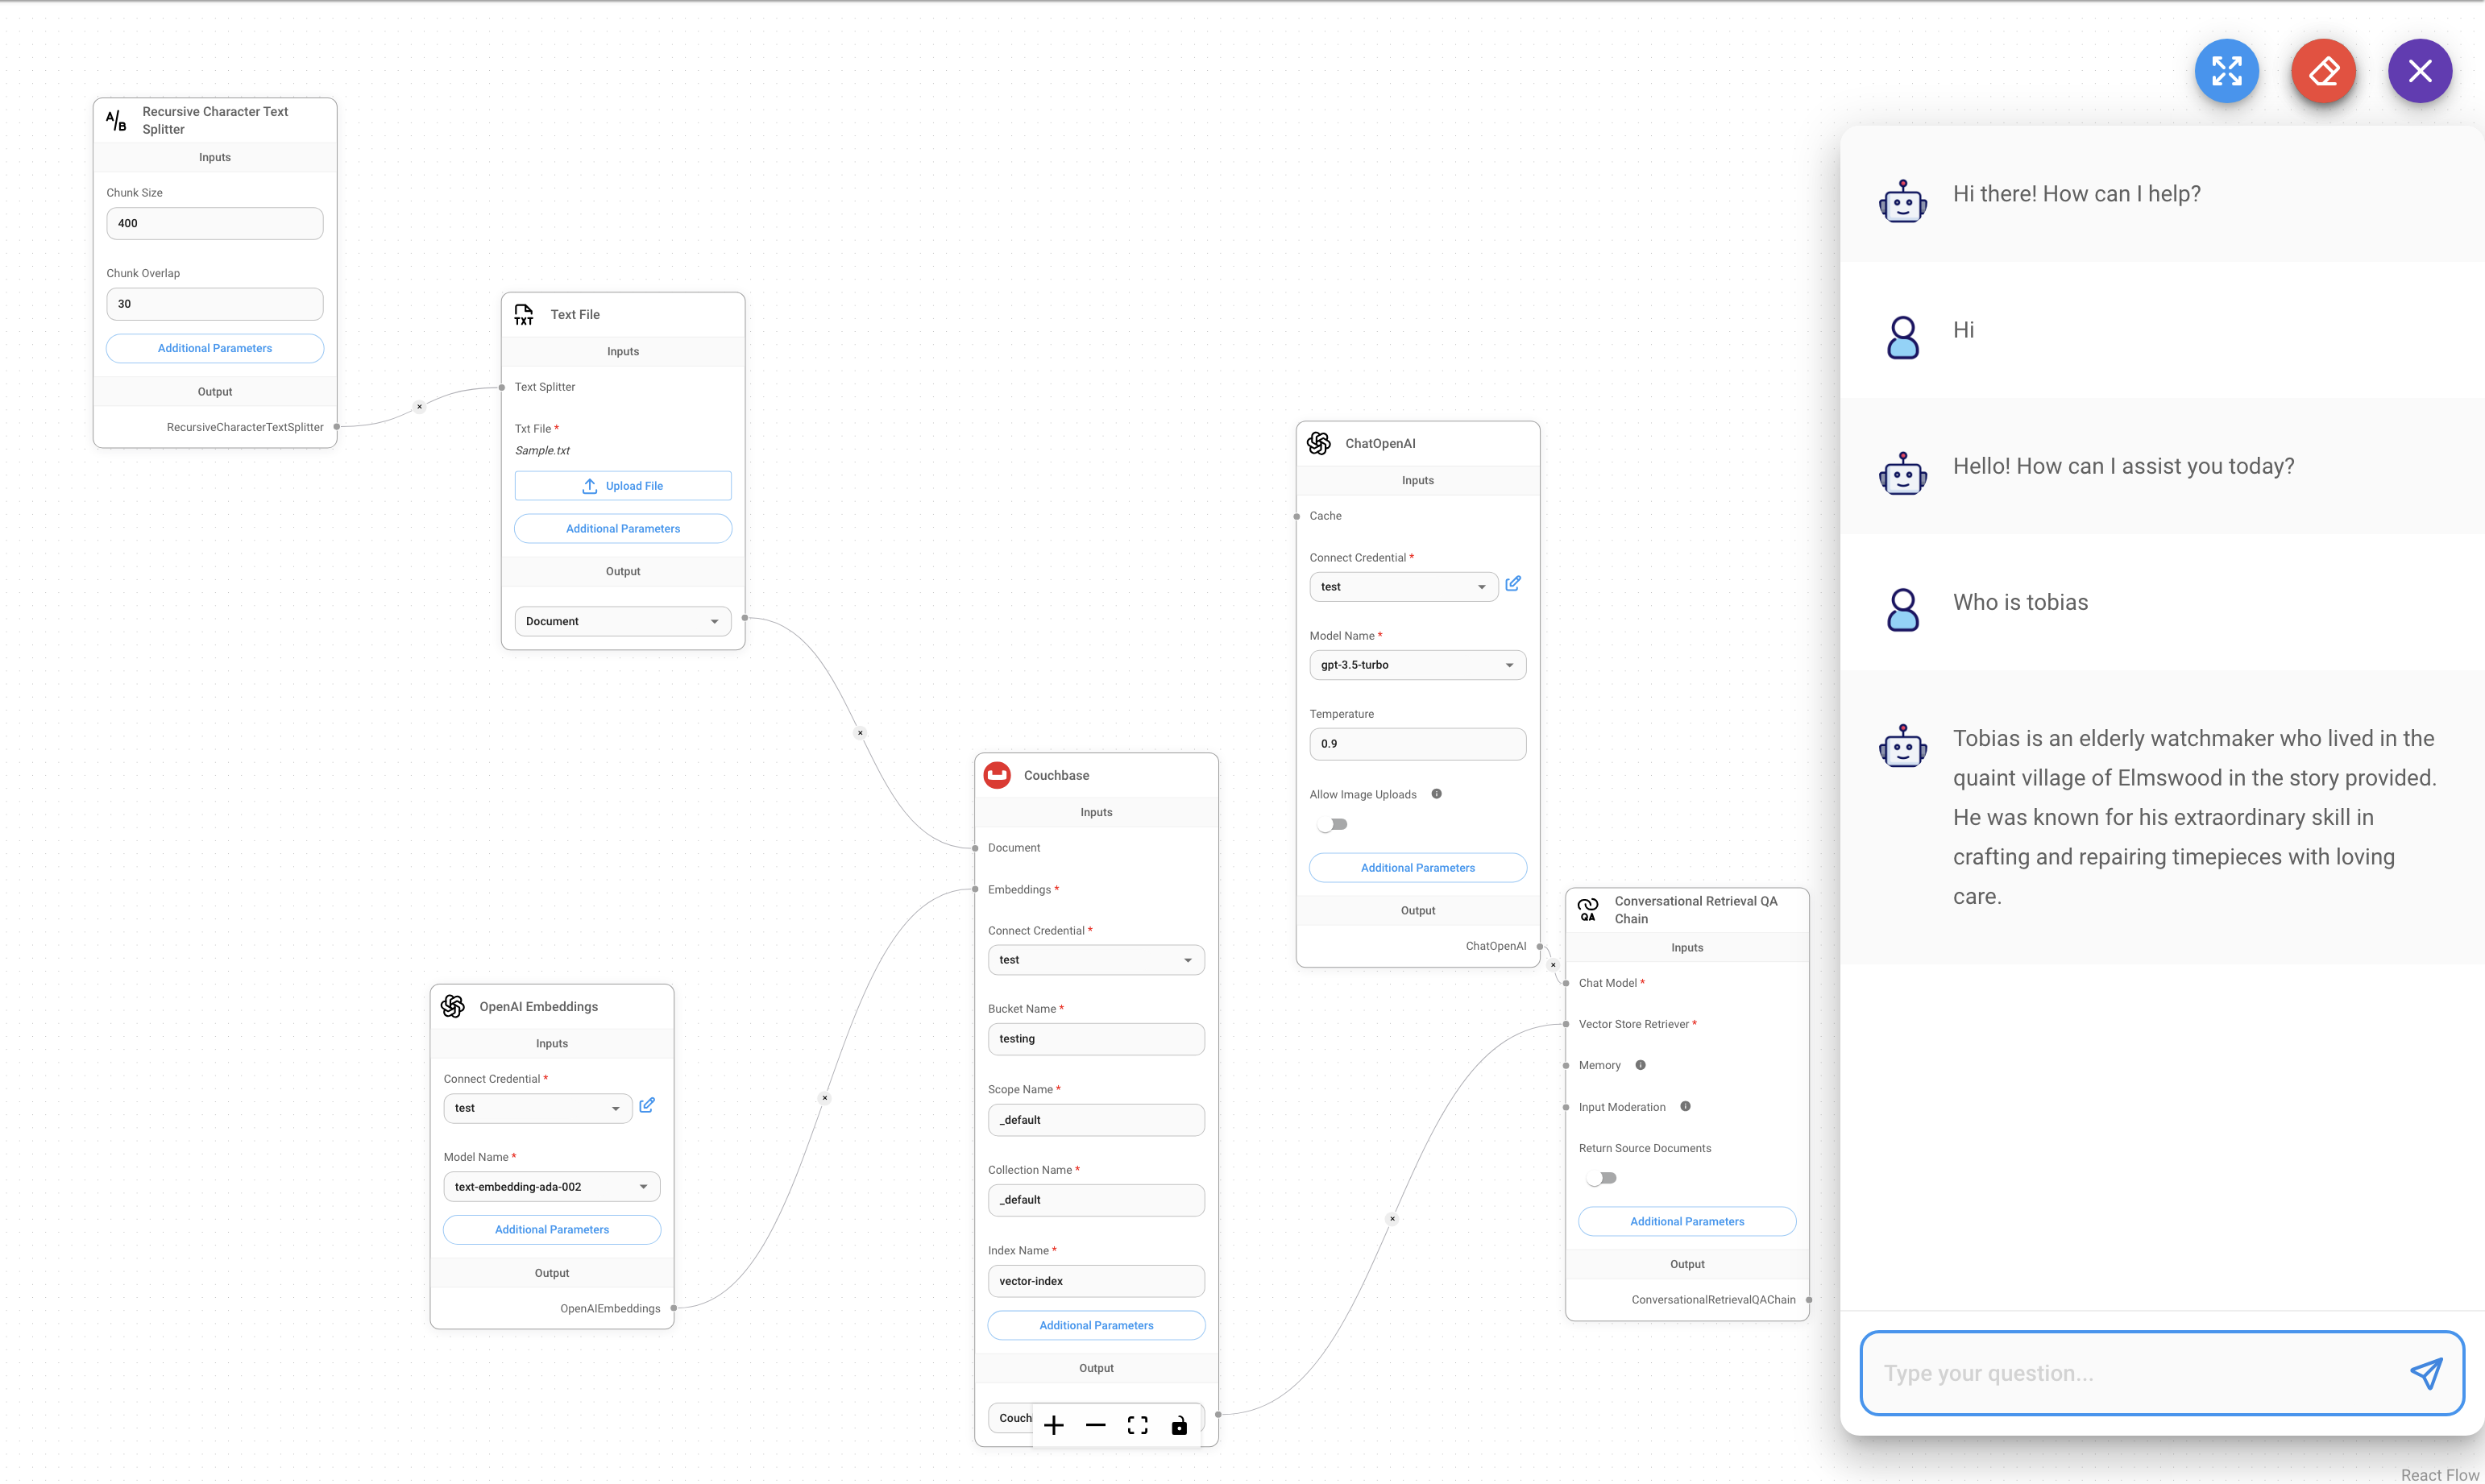 A/B
Recursive Character Text
Splitter
Inputs
Chunk Size
400
Chunk Overlap
30
Additional Parameters
Output
RecursiveCharacterTextSplitter
TXT
Text File
Inputs
Text Splitter
Txt File *
Sample.txt
Upload File
Additional Parameters
Output
Document
OpenAI Embeddings
Inputs
Connect Credential *
test
Model Name *
text-embedding-ada-002
Additional Parameters
Output
OpenAIEmbeddings
Couchbase
Inputs
Document
Embeddings *
Connect Credential *
test
Bucket Name *
testing
Scope Name *
_default
Collection Name *
_default
Index Name *
vector-index
Additional Parameters
Output
Couch
ChatOpenAI
Inputs
Cache
Connect Credential *
test
Model Name *
gpt-3.5-turbo
Temperature
0.9
Allow Image Uploads
Additional Parameters
Output
ChatOpenAI
QA
Conversational Retrieval QA
Chain
Inputs
Chat Model *
Vector Store Retriever *
Memory
Input Moderation
Return Source Documents
Additional Parameters
Output
ConversationalRetrievalQAChain
Hi there! How can I help?
Hi
Hello! How can I assist you today?
Who is tobias
Tobias is an elderly watchmaker who lived in the
quaint village of Elmswood in the story provided.
He was known for his extraordinary skill in
crafting and repairing timepieces with loving
care.
Type your question...
React Flow